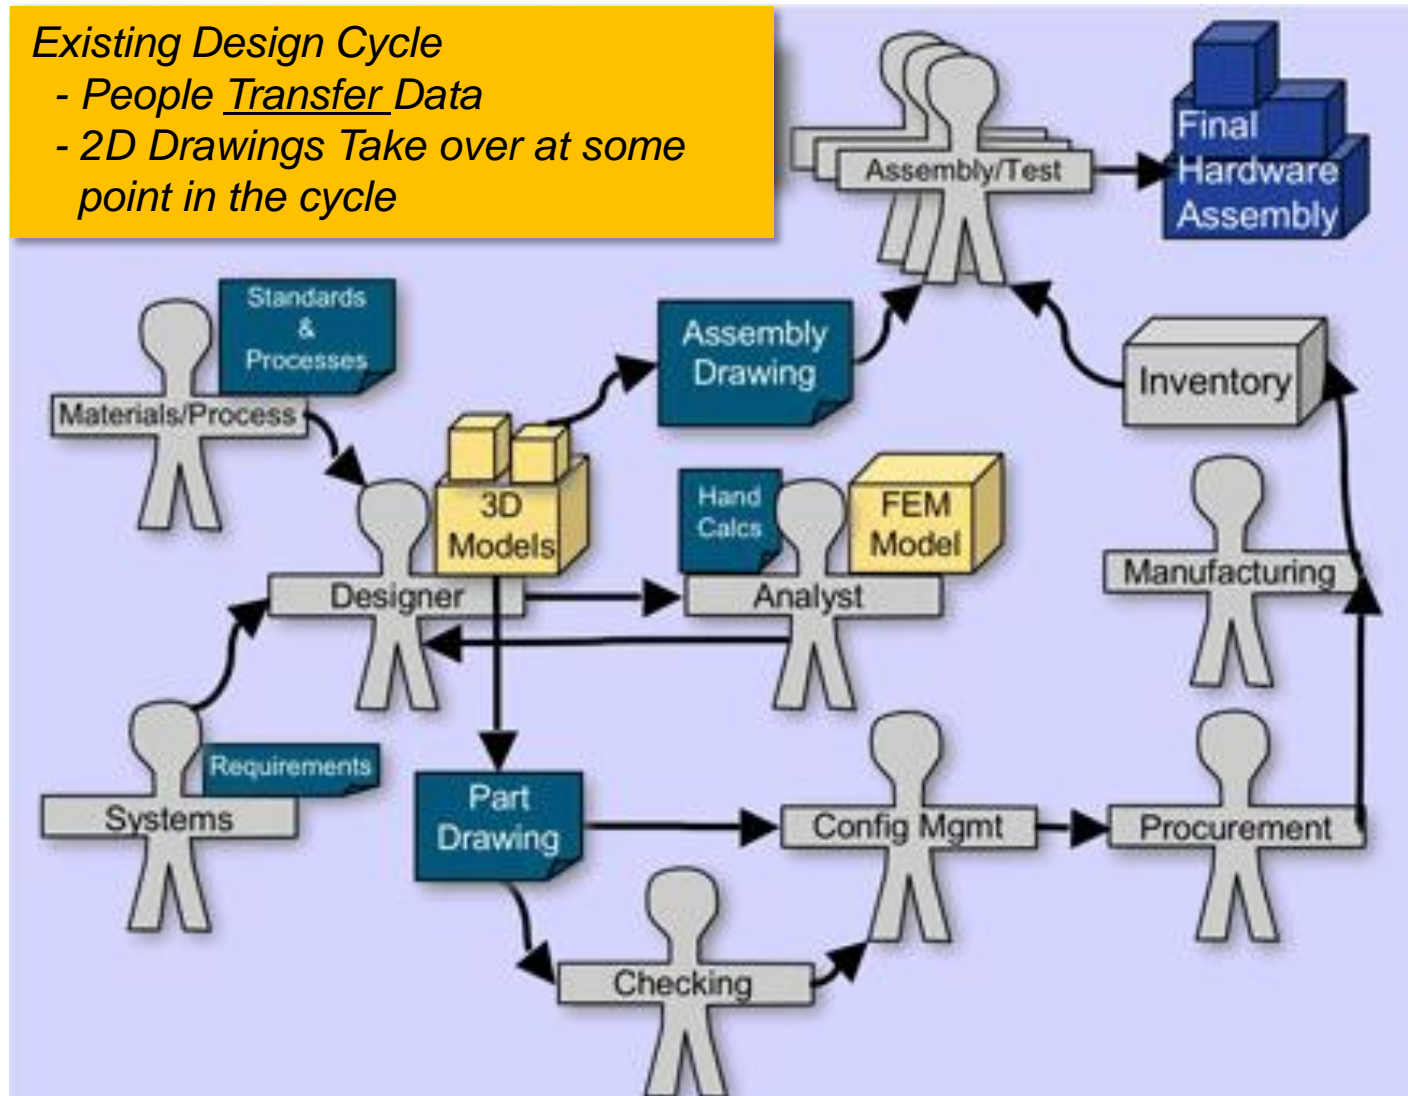 Existing Design Cycle
- People Transfer Data
- 2D Drawings Take over at some
point in the cycle
Assembly/Test
Final
Hardware
Assembly
Standards
&
Processes
Materials/Process
Assembly
Drawing
Inventory
3D
Models
Hand
Calcs
FEM
Model
Designer
Analyst
Manufacturing
Requirements
Systems
Part
Drawing
Config Mgmt
Procurement
Checking